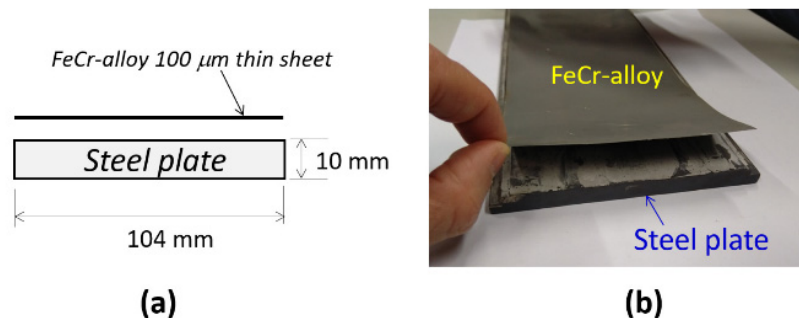 FeCr-alloy 100 μm thin sheet
Steel plate
10 mm
104 mm
(a)
FeCr-alloy
Steel plate
(b)